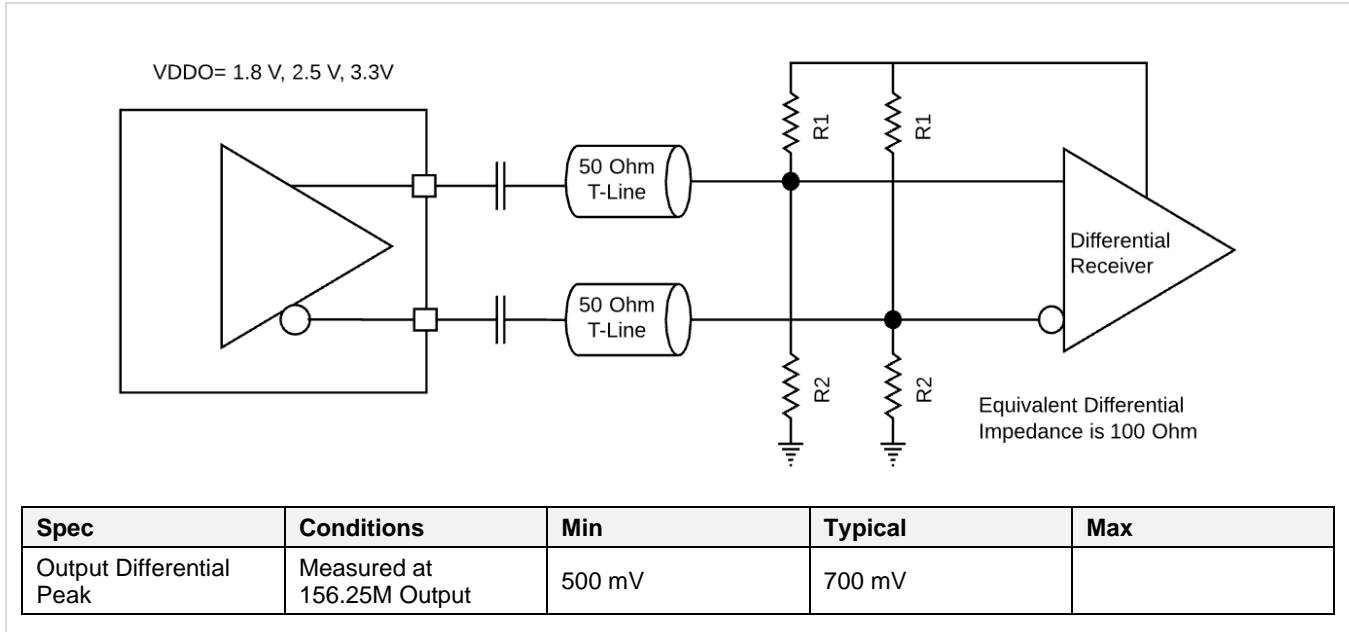 VDDO= 1.8 V, 2.5 V, 3.3V
R1
R1
50 Ohm
T-Line
Differential
Receiver
50 Ohm
T-Line
R2
R2
Equivalent Differential
Impedance is 100 Ohm
Spec Conditions Min Typical Max
Output Differential
Peak
Measured at
156.25M Output
500 mV
700 mV